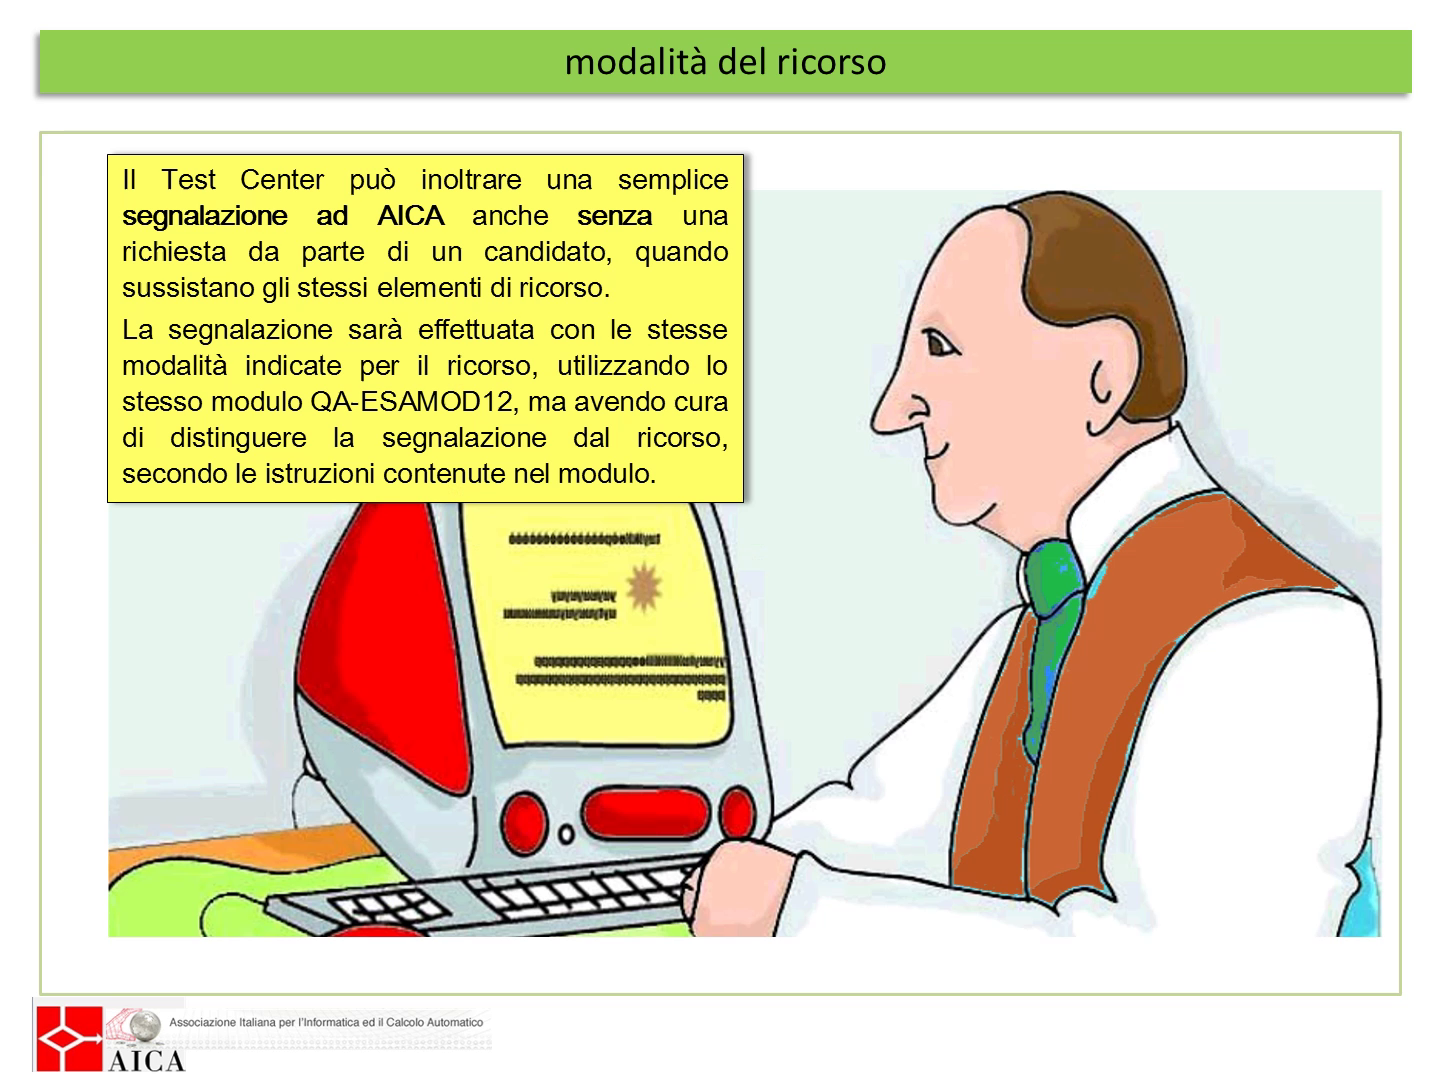 modalità del ricorso
Il Test Center può inoltrare una semplice
segnalazione ad AICA anche senza una
richiesta da parte di un candidato, quando
sussistano gli stessi elementi di ricorso.
La segnalazione sarà effettuata con le stesse
modalità indicate per il ricorso, utilizzando lo
stesso modulo QA-ESAMOD12, ma avendo cura
di distinguere la segnalazione dal ricorso,
secondo le istruzioni contenute nel modulo.
Associazione Italiana per l'Informatica ed il Calcolo Automatico
AICA